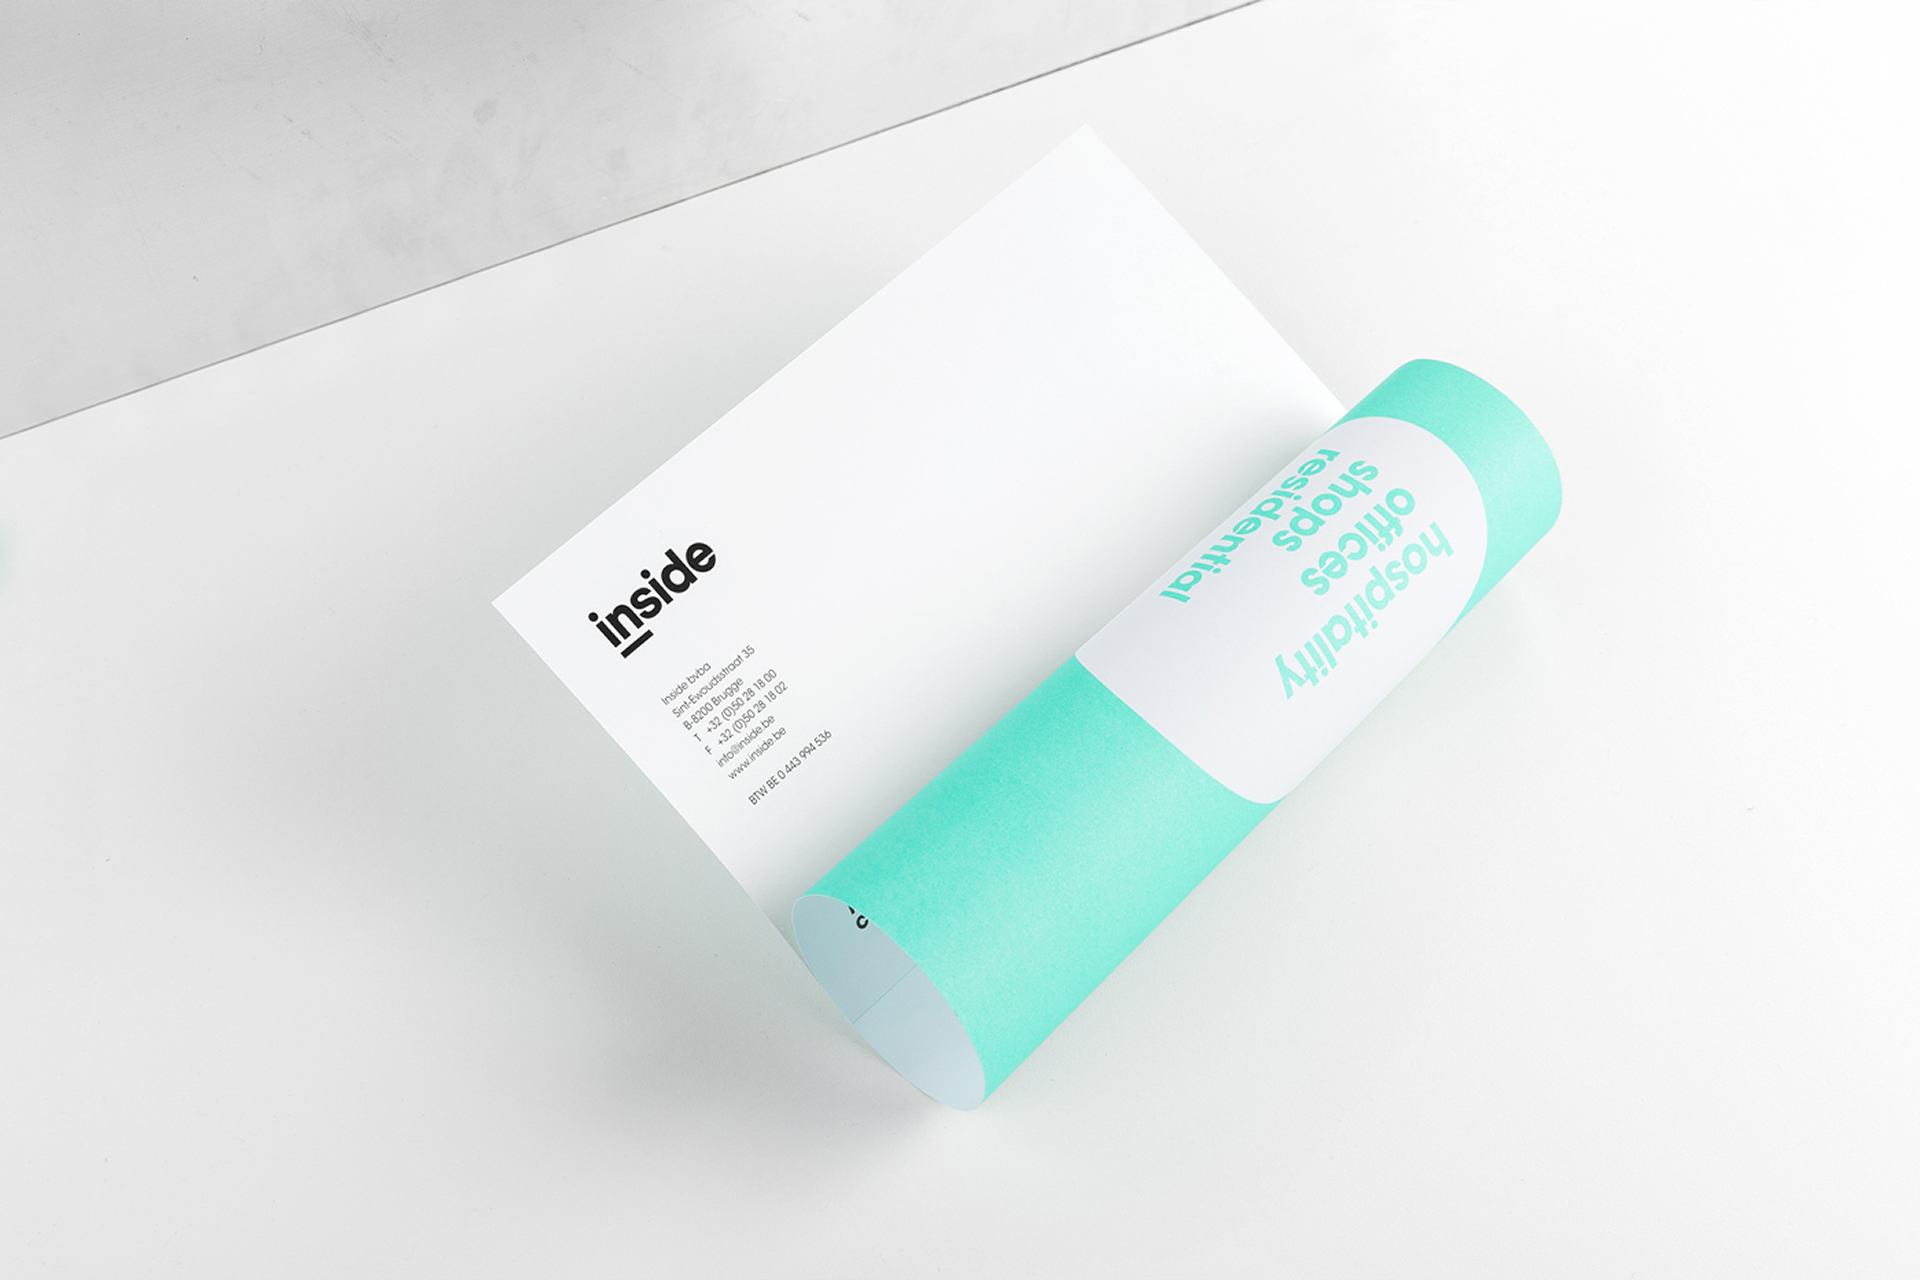 inside
Inside bvba
Sint-Ewoudsstraat 35
B-8200 Brugge
T +32 (0)50 28 18 00
F +32 (0)50 28 18 02
info@inside.be
www.inside.be
BTW BE 0 443 994 536
hospitality
offices
shops
residential